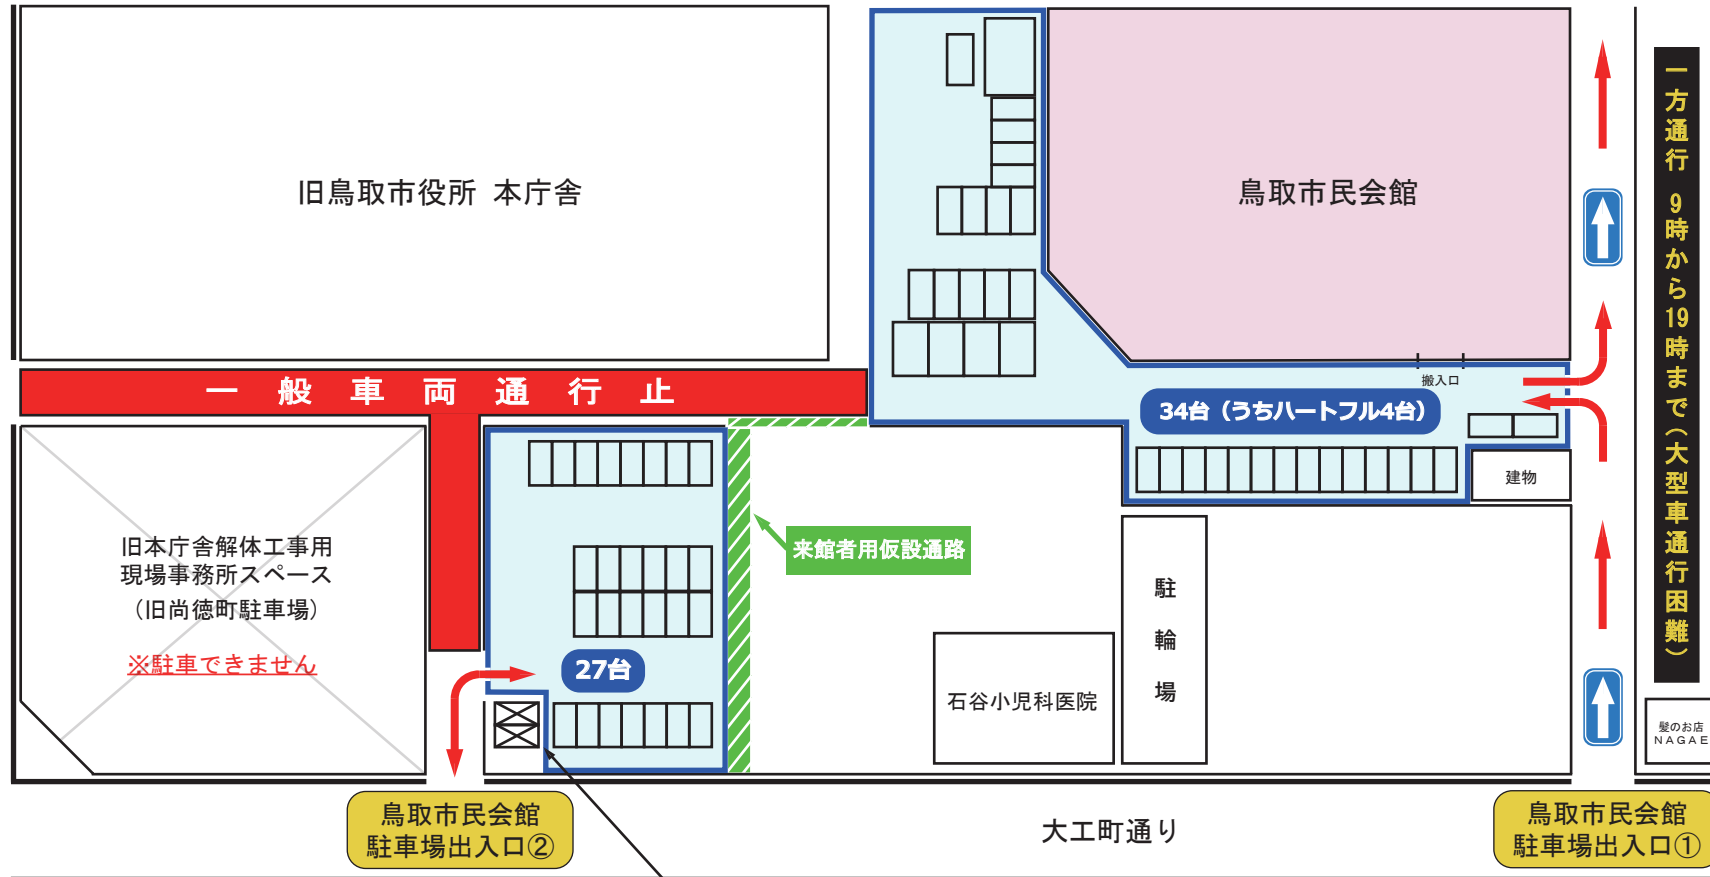 旧鳥取市役所 本庁舎
鳥取市民会館
一方通行 9時から19時まで（大型車通行困難）
一般車両通行止
搬入口
34台（うちハートフル4台）
建物
旧本庁舎解体工事用
現場事務所スペース
（旧尚徳町駐車場）
※駐車できません
来館者用仮設通路
27台
駐輪場
石谷小児科医院
髪のお店
NAGAE
鳥取市民会館
駐車場出入口②
大工町通り
鳥取市民会館
駐車場出入口①